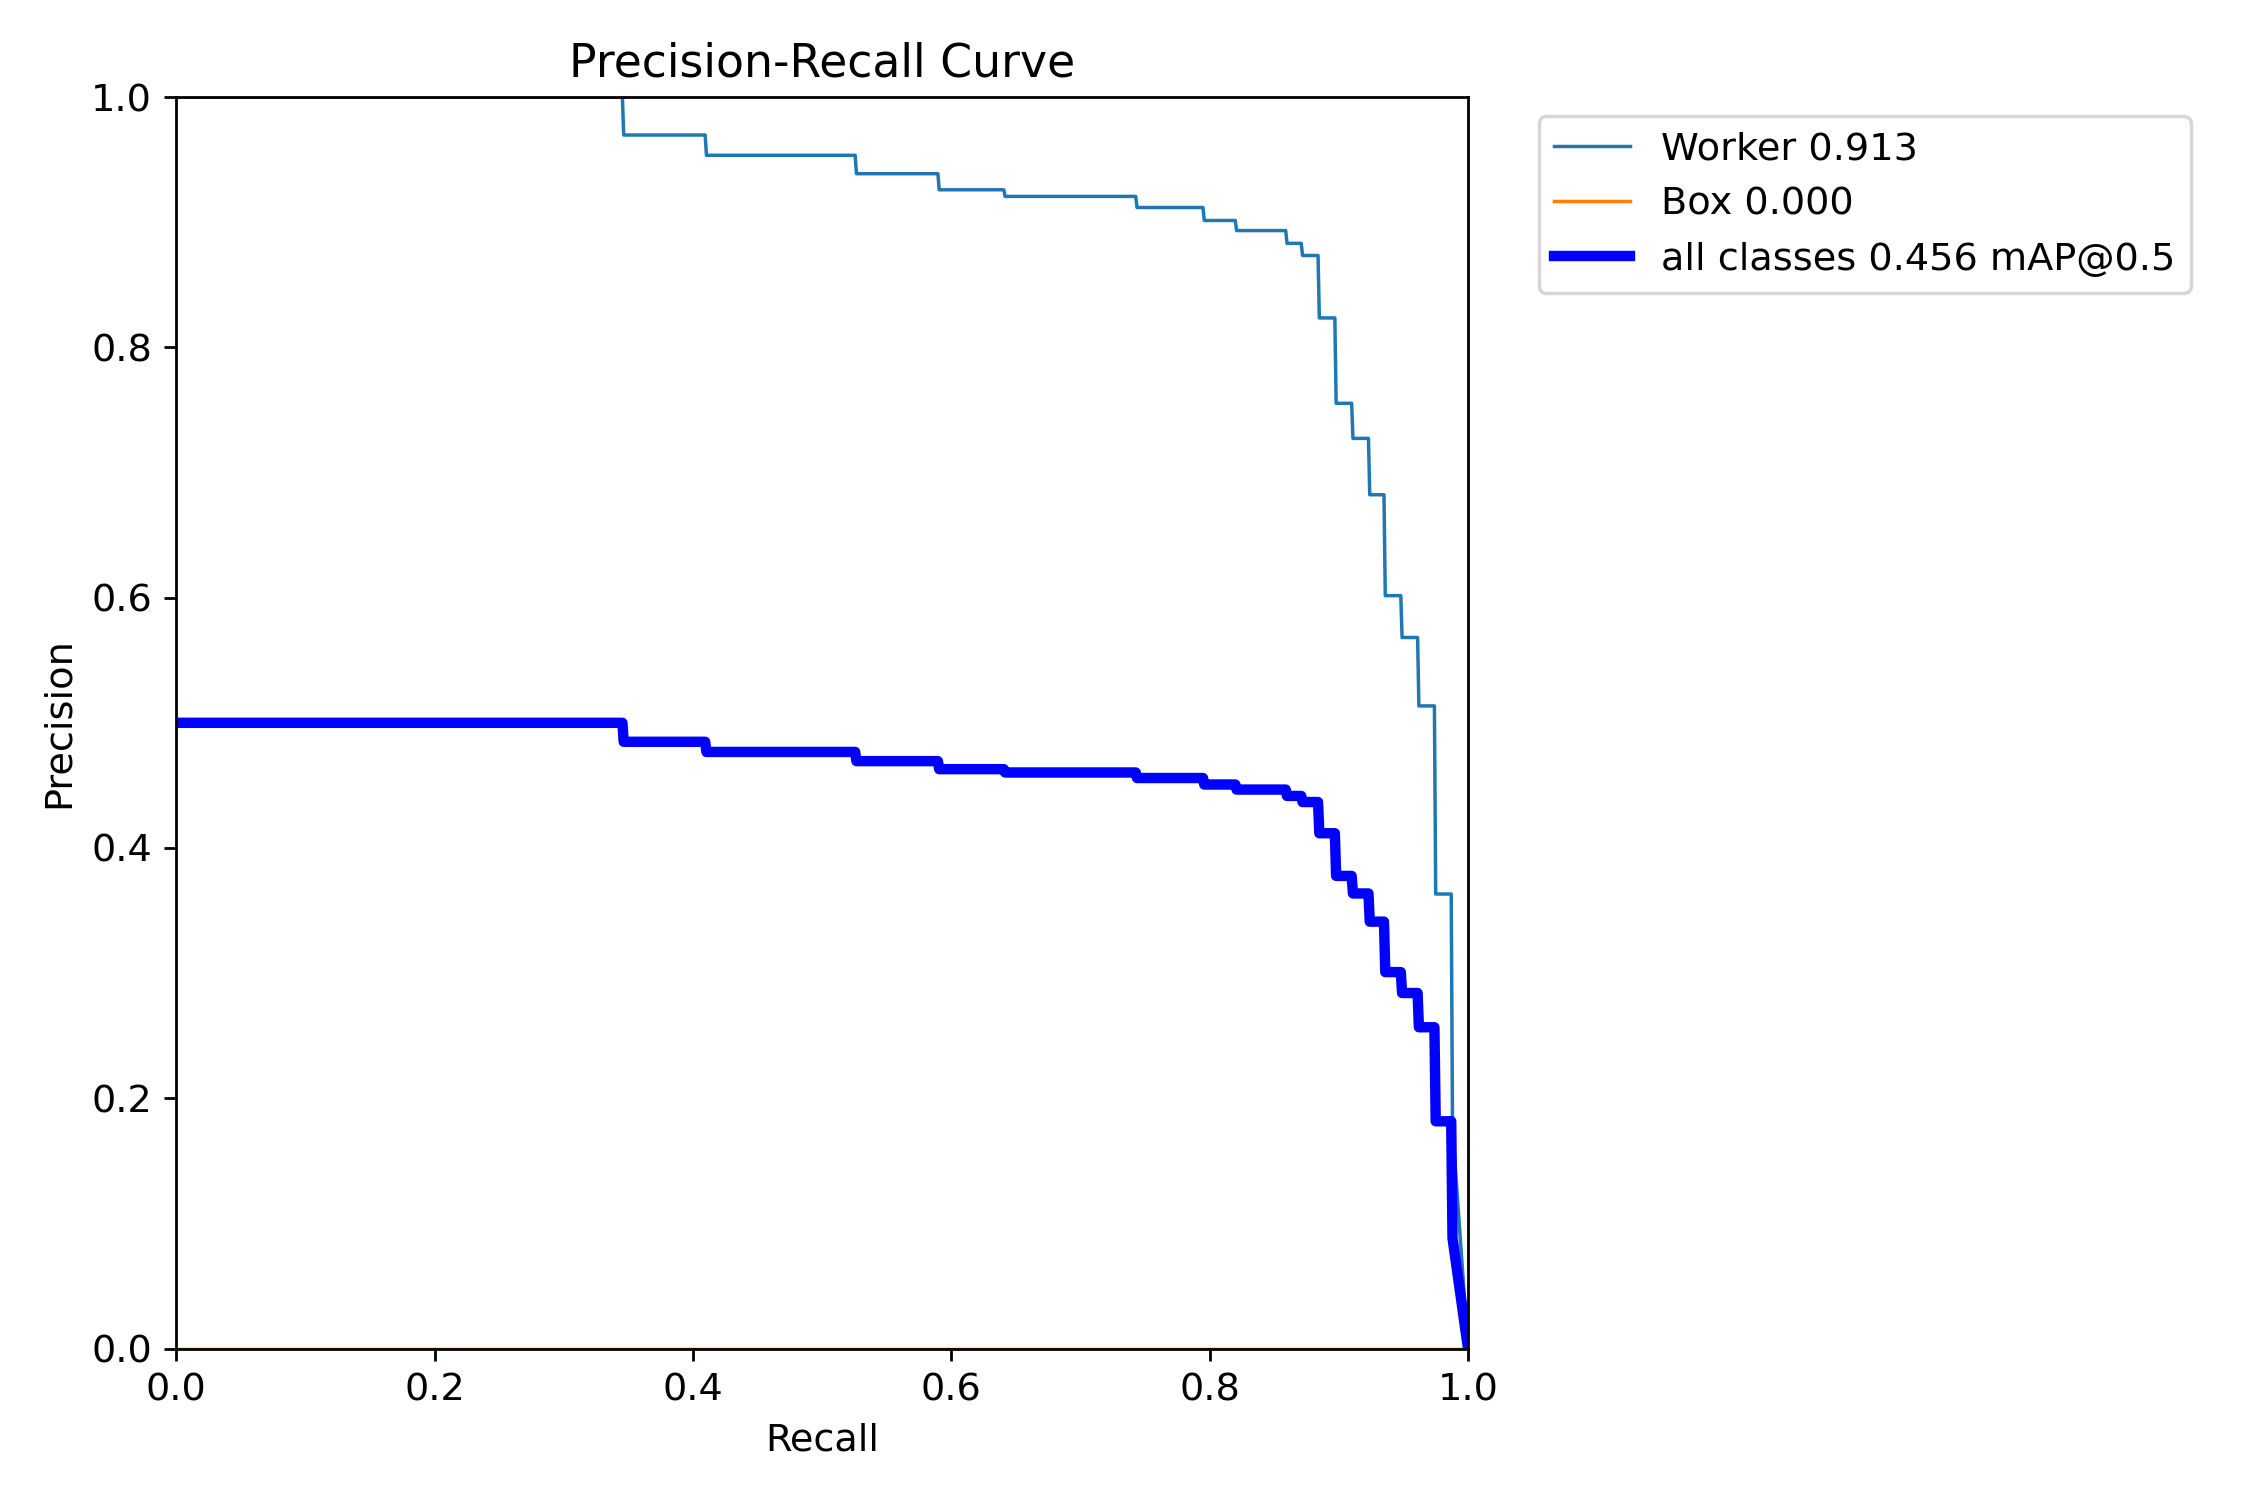 Precision-Recall Curve
1.0
0.8
0.6
0.4
0.2
0.0
Precision
0.0 0.2 0.4 0.6 0.8 1.0
Recall
Worker 0.913
Box 0.000
all classes 0.456 mAP@0.5